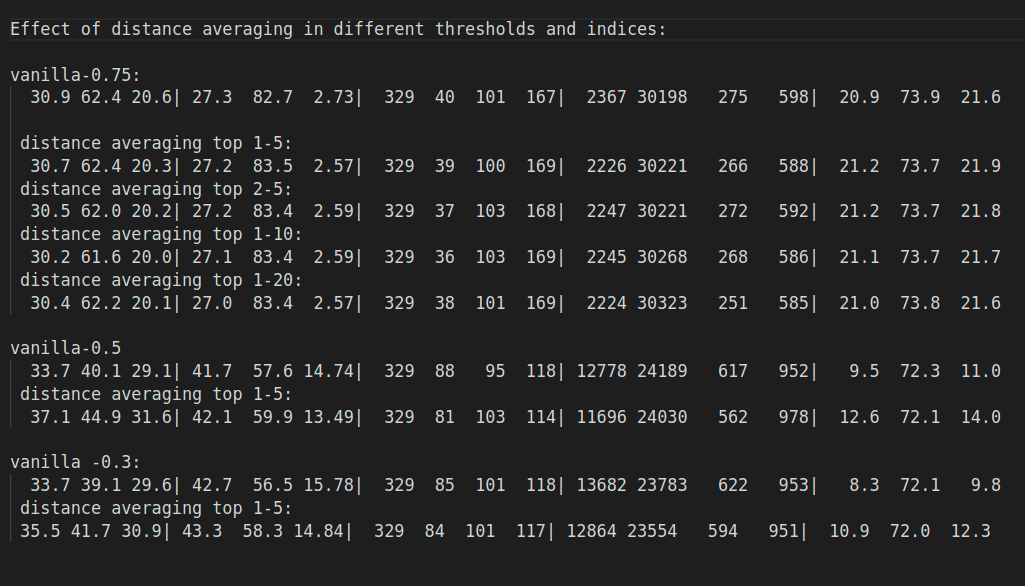 Effect of distance averaging in different thresholds and indices:
vanilla-0.75:
30.9 62.4 20.6| 27.3 82.7 2.73| 329 40 101 167| 2367 30198 275 598| 20.9 73.9 21.6
distance averaging top 1-5:
30.7 62.4 20.3| 27.2 83.5 2.57| 329 39 100 169| 2226 30221 266 588| 21.2 73.7 21.9
distance averaging top 2-5:
30.5 62.0 20.2| 27.2 83.4 2.59| 329 37 103 168| 2247 30221 272 592| 21.2 73.7 21.8
distance averaging top 1-10:
30.2 61.6 20.0| 27.1 83.4 2.59| 329 36 103 169| 2245 30268 268 586| 21.1 73.7 21.7
distance averaging top 1-20:
30.4 62.2 20.1| 27.0 83.4 2.57| 329 38 101 169| 2224 30323 251 585| 21.0 73.8 21.6
vanilla-0.5
33.7 40.1 29.1| 41.7 57.6 14.74| 329 88 95 118| 12778 24189 617 952| 9.5 72.3 11.0
distance averaging top 1-5:
37.1 44.9 31.6| 42.1 59.9 13.49| 329 81 103 114| 11696 24030 562 978| 12.6 72.1 14.0
vanilla -0.3:
33.7 39.1 29.6| 42.7 56.5 15.78| 329 85 101 118| 13682 23783 622 953| 8.3 72.1 9.8
distance averaging top 1-5:
35.5 41.7 30.9| 43.3 58.3 14.84| 329 84 101 117| 12864 23554 594 951| 10.9 72.0 12.3